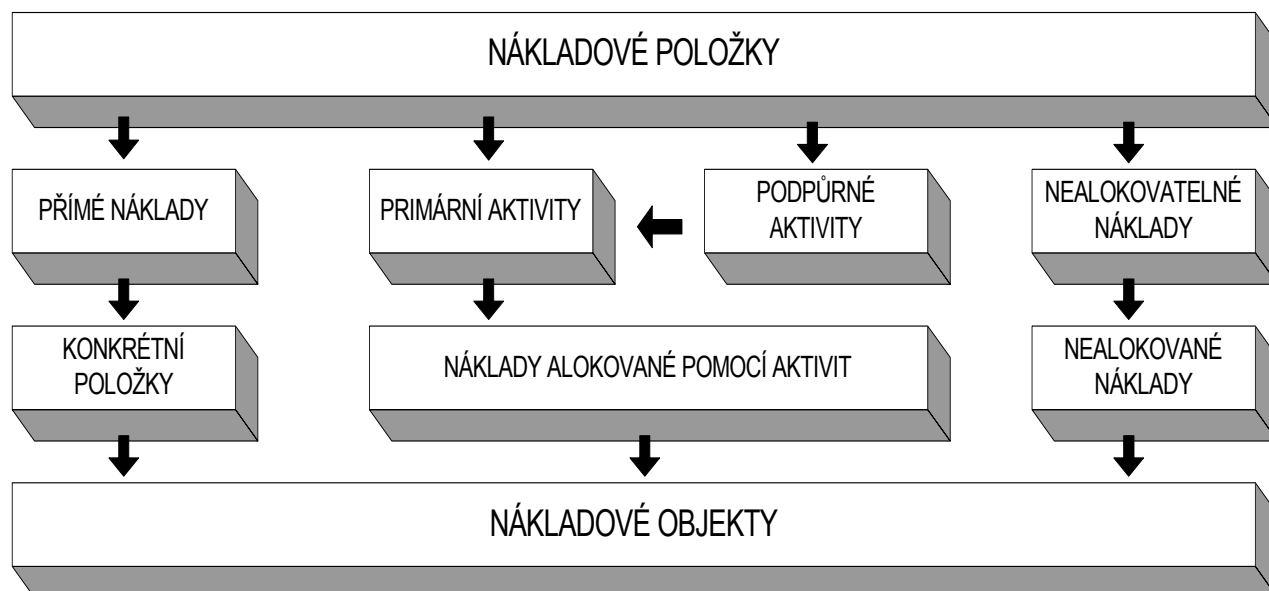 NÁKLADOVÉ POLOŽKY
PŘÍMÉ NÁKLADY
PRIMÁRNÍ AKTIVITY
PODPŮRNÉ
AKTIVITY
NEALOKOVATELNÉ
NÁKLADY
KONKRÉTNÍ
POLOŽKY
NÁKLADY ALOKOVANÉ POMOCÍ AKTIVIT
NEALOKOVANÉ
NÁKLADY
NÁKLADOVÉ OBJEKTY